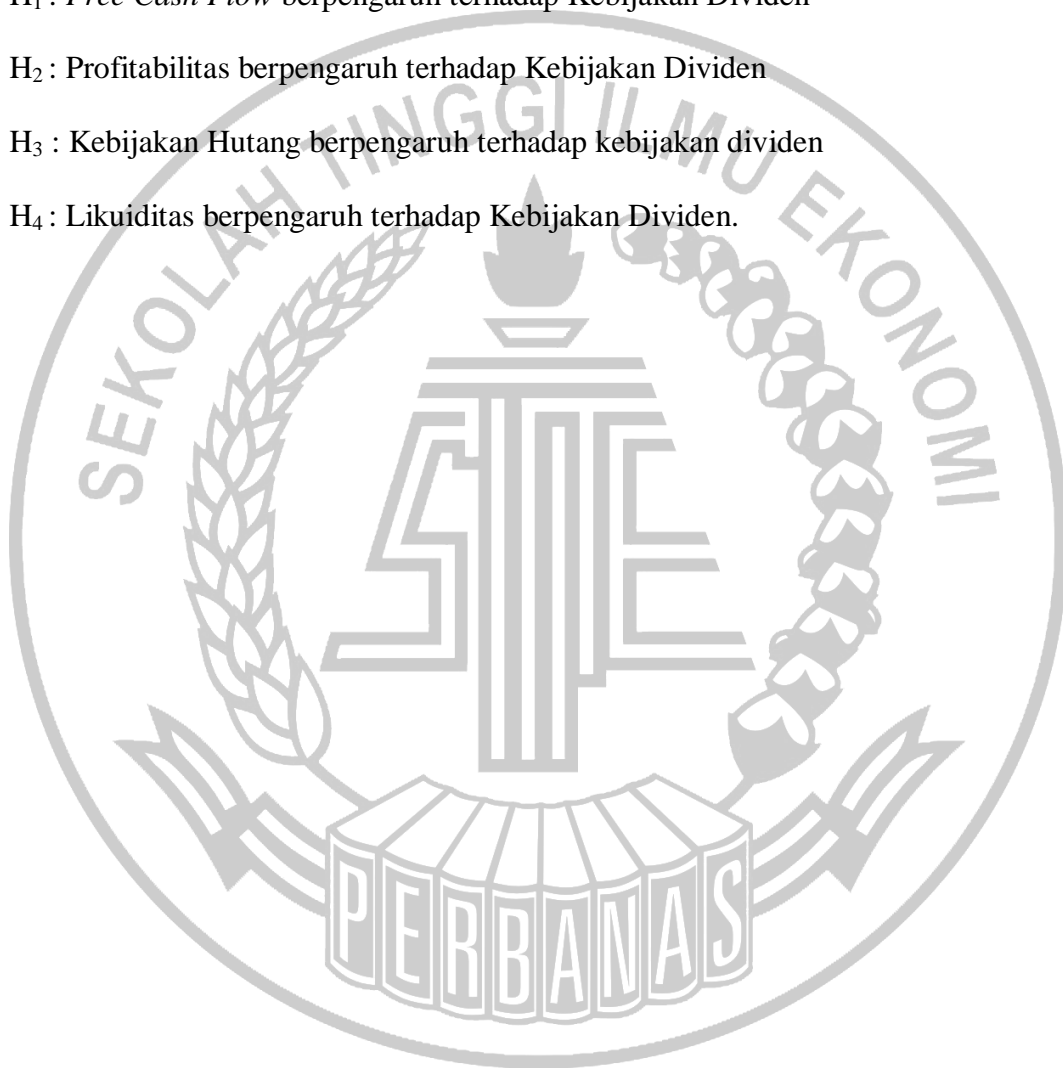 H₁ : Free Cash Flow berpengaruh terhadap Kebijakan Dividen
H₂ : Profitabilitas berpengaruh terhadap Kebijakan Dividen
H₃ : Kebijakan Hutang berpengaruh terhadap kebijakan dividen
H₄ : Likuiditas berpengaruh terhadap Kebijakan Dividen.
SEKOLAH TINGGI ILMU EKONOMI
STIE
PERBANAS